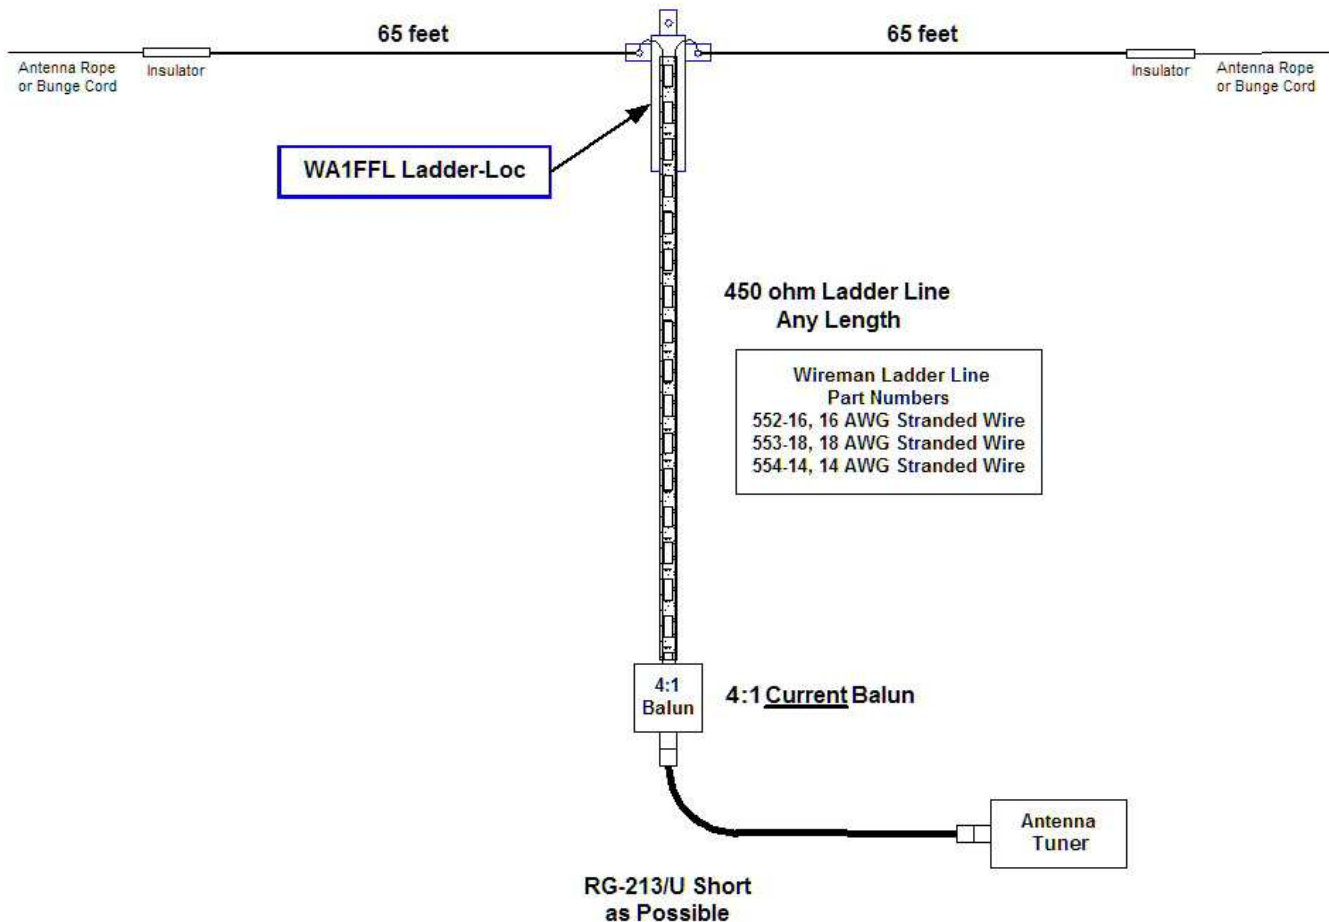 65 feet
65 feet
Antenna Rope
or Bunge Cord
Insulator
Insulator
Antenna Rope
or Bunge Cord
WA1FFL Ladder-Loc
450 ohm Ladder Line
Any Length
Wireman Ladder Line
Part Numbers
552-16, 16 AWG Stranded Wire
553-18, 18 AWG Stranded Wire
554-14, 14 AWG Stranded Wire
4:1
Balun
4:1 Current Balun
Antenna
Tuner
RG-213/U Short
as Possible